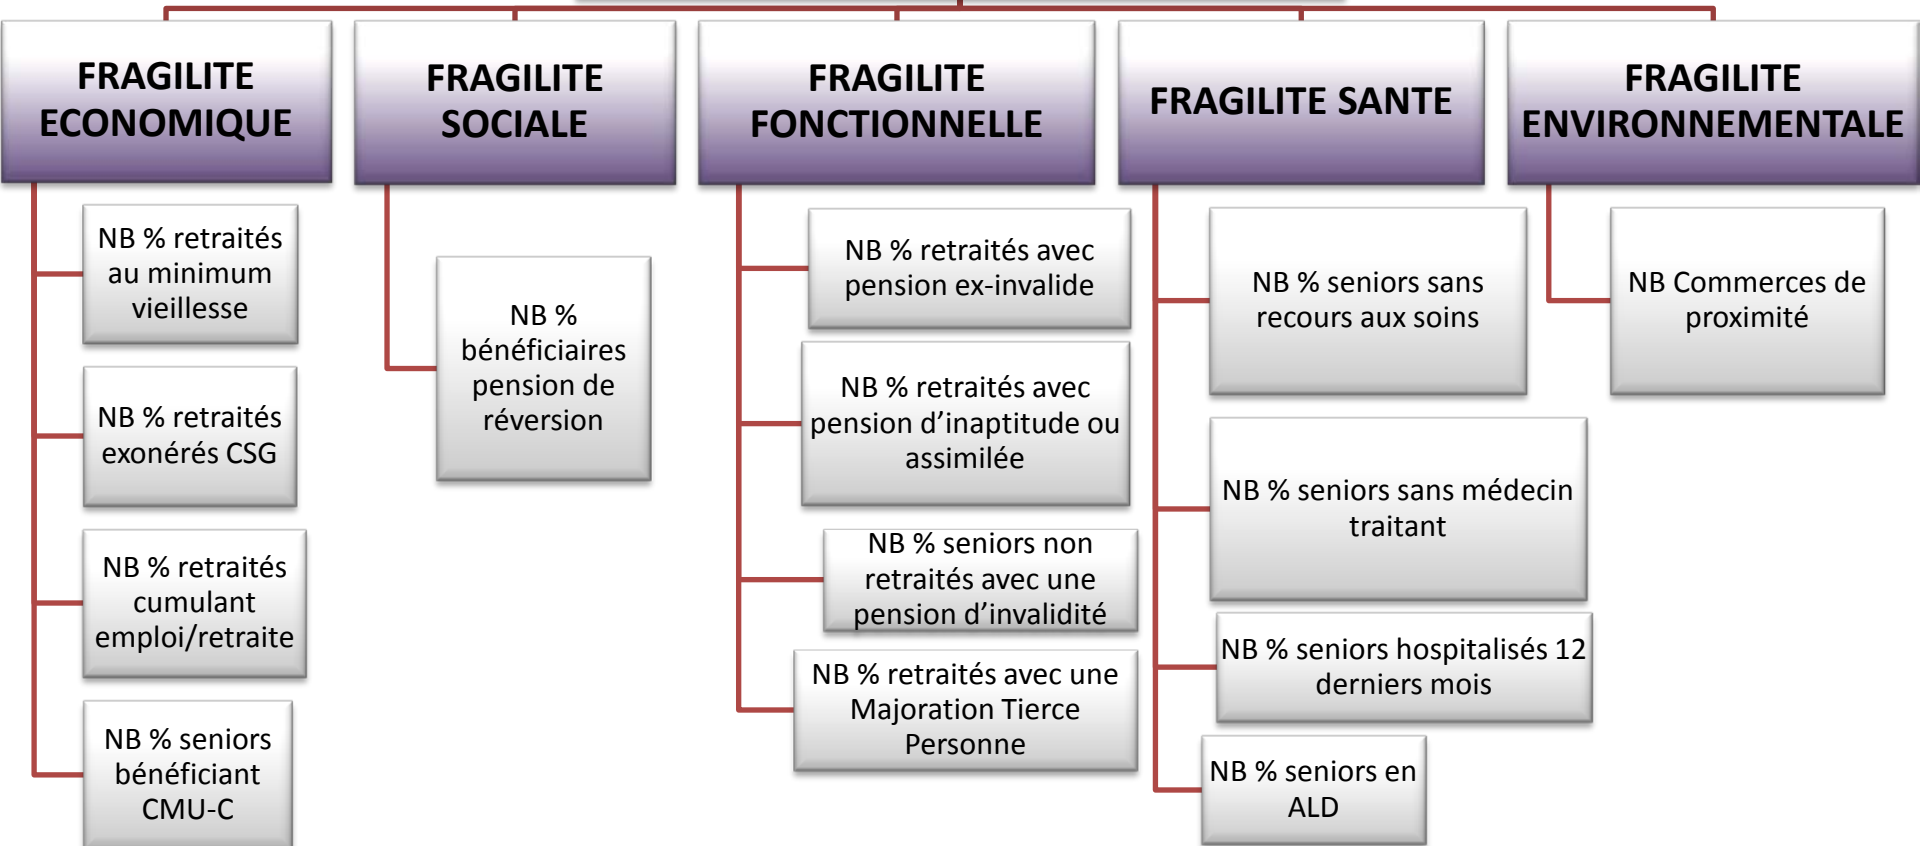 FRAGILITE
ECONOMIQUE
NB % retraités
au minimum
vieillesse
NB % retraités
exonérés CSG
NB % retraités
cumulant
emploi/retraite
NB % seniors
bénéficiant
CMU-C
FRAGILITE
SOCIALE
NB %
bénéficiaires
pension de
réversion
FRAGILITE
FONCTIONNELLE
NB % retraités avec
pension ex-invalide
NB % retraités avec
pension d’inaptitude ou
assimilée
NB % seniors non
retraités avec une
pension d’invalidité
NB % retraités avec une
Majoration Tierce
Personne
FRAGILITE SANTE
NB % seniors sans
recours aux soins
NB % seniors sans médecin
traitant
NB % seniors hospitalisés 12
derniers mois
NB % seniors en
ALD
FRAGILITE
ENVIRONNEMENTALE
NB Commerces de
proximité